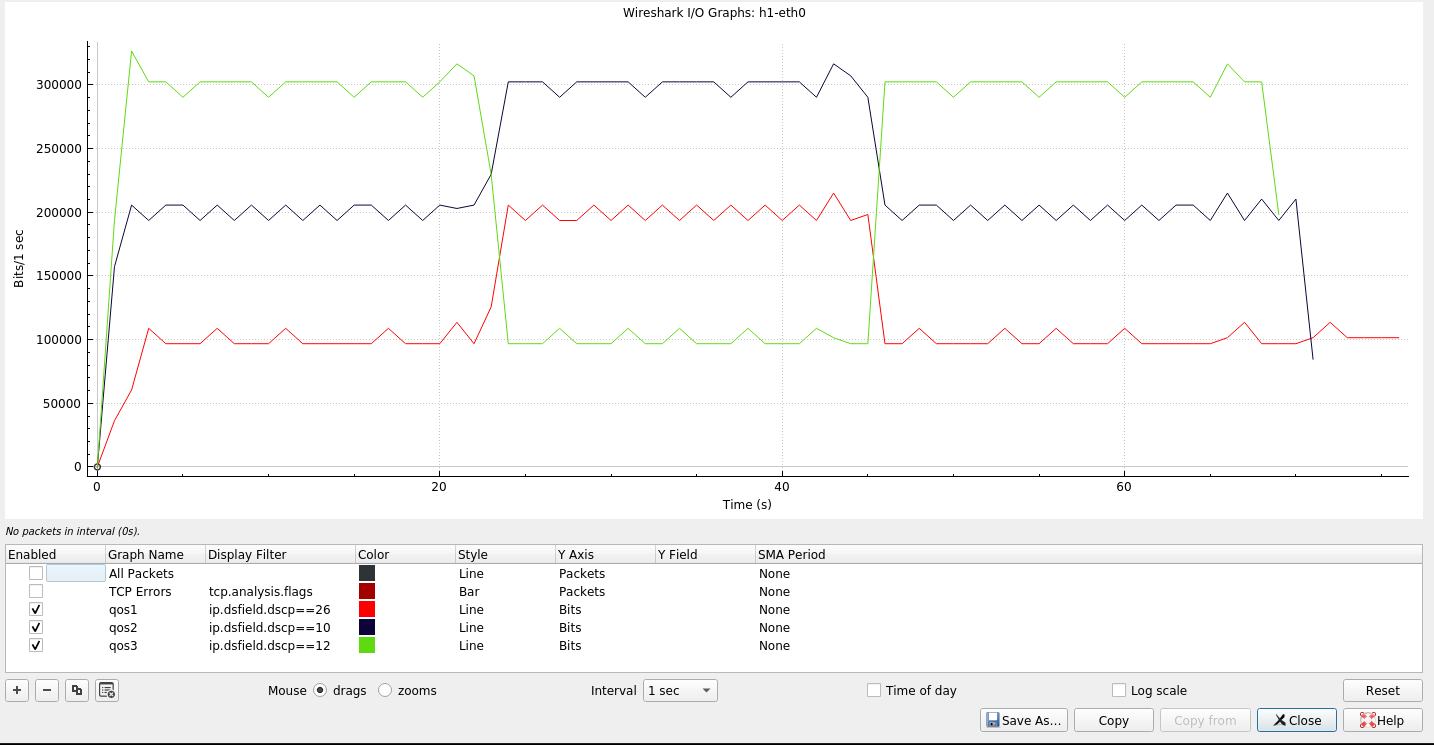 Wireshark I/O Graphs: h1-eth0
300000
250000
200000
150000
100000
50000
0
Bits/1 sec
0 20 40 60
Time (s)
No packets in interval (0s).
Enabled Graph Name Display Filter Color Style Y Axis Y Field SMA Period
All Packets Line Packets None
TCP Errors tcp.analysis.flags Bar Packets None
qos1 ip.dsfield.dscp==26 Line Bits None
qos2 ip.dsfield.dscp==10 Line Bits None
qos3 ip.dsfield.dscp==12 Line Bits None
Mouse drags zooms Interval 1 sec Time of day Log scale Reset
Save As... Copy Copy from Close Help